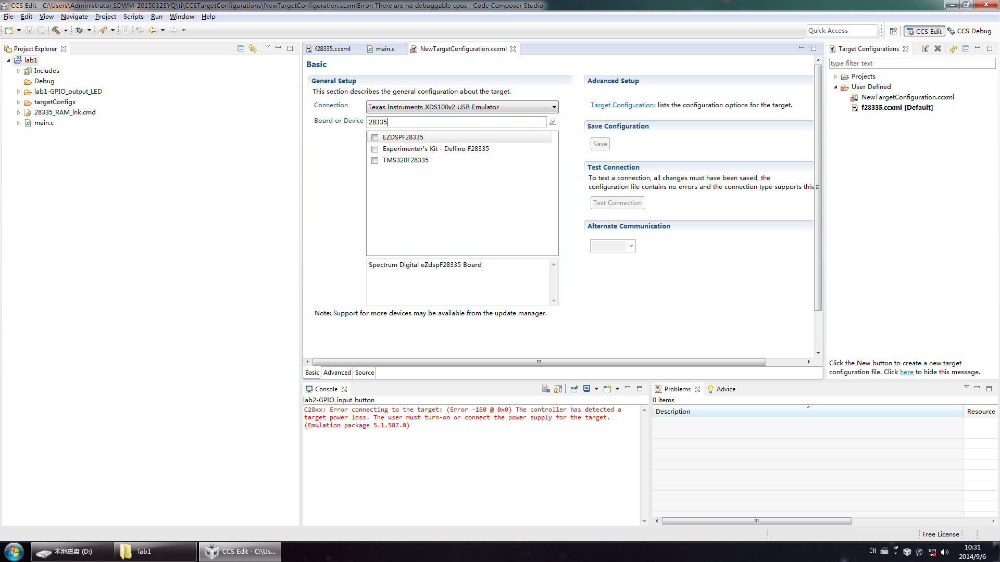 CCS Edit - C:\Users\Administrator.SDWM-20150323YQ\ti\CCSTargetConfigurations\NewTargetConfiguration.ccxmlError: There are no debuggable cpus - Code Composer Studio
File Edit View Navigate Project Scripts Run Window Help
Quick Access
CCS Edit
CCS Debug
Project Explorer
lab1
Includes
Debug
lab1-GPIO_output_LED
targetConfigs
28335_RAM_lnk.cmd
main.c
f28335.ccxml
main.c
NewTargetConfiguration.ccxml
Basic
General Setup
This section describes the general configuration about the target.
Connection
Texas Instruments XDS100v2 USB Emulator
Board or Device
28335
EZDSPF28335
Experimenter's Kit - Delfino F28335
TMS320F28335
Spectrum Digital eZdspF28335 Board
Note: Support for more devices may be available from the update manager.
Advanced Setup
Target Configuration: lists the configuration options for the target.
Save Configuration
Save
Test Connection
To test a connection, all changes must have been saved, the
configuration file contains no errors and the connection type supports this
Test Connection
Alternate Communication
Basic
Advanced
Source
Target Configurations
type filter text
Projects
User Defined
NewTargetConfiguration.ccxml
f28335.ccxml [Default]
Click the New button to create a new target
configuration file. Click here to hide this message.
Console
lab2-GPIO_input_button
C28xx: Error connecting to the target: (Error -180 @ 0x0) The controller has detected a
target power loss. The user must turn-on or connect the power supply for the target.
(Emulation package 5.1.507.0)
Problems
Advice
0 items
Description
Resource
Free License
本地磁盘 (D:)
lab1
CCS Edit - C:\Us...
CH
10:31
2014/9/6